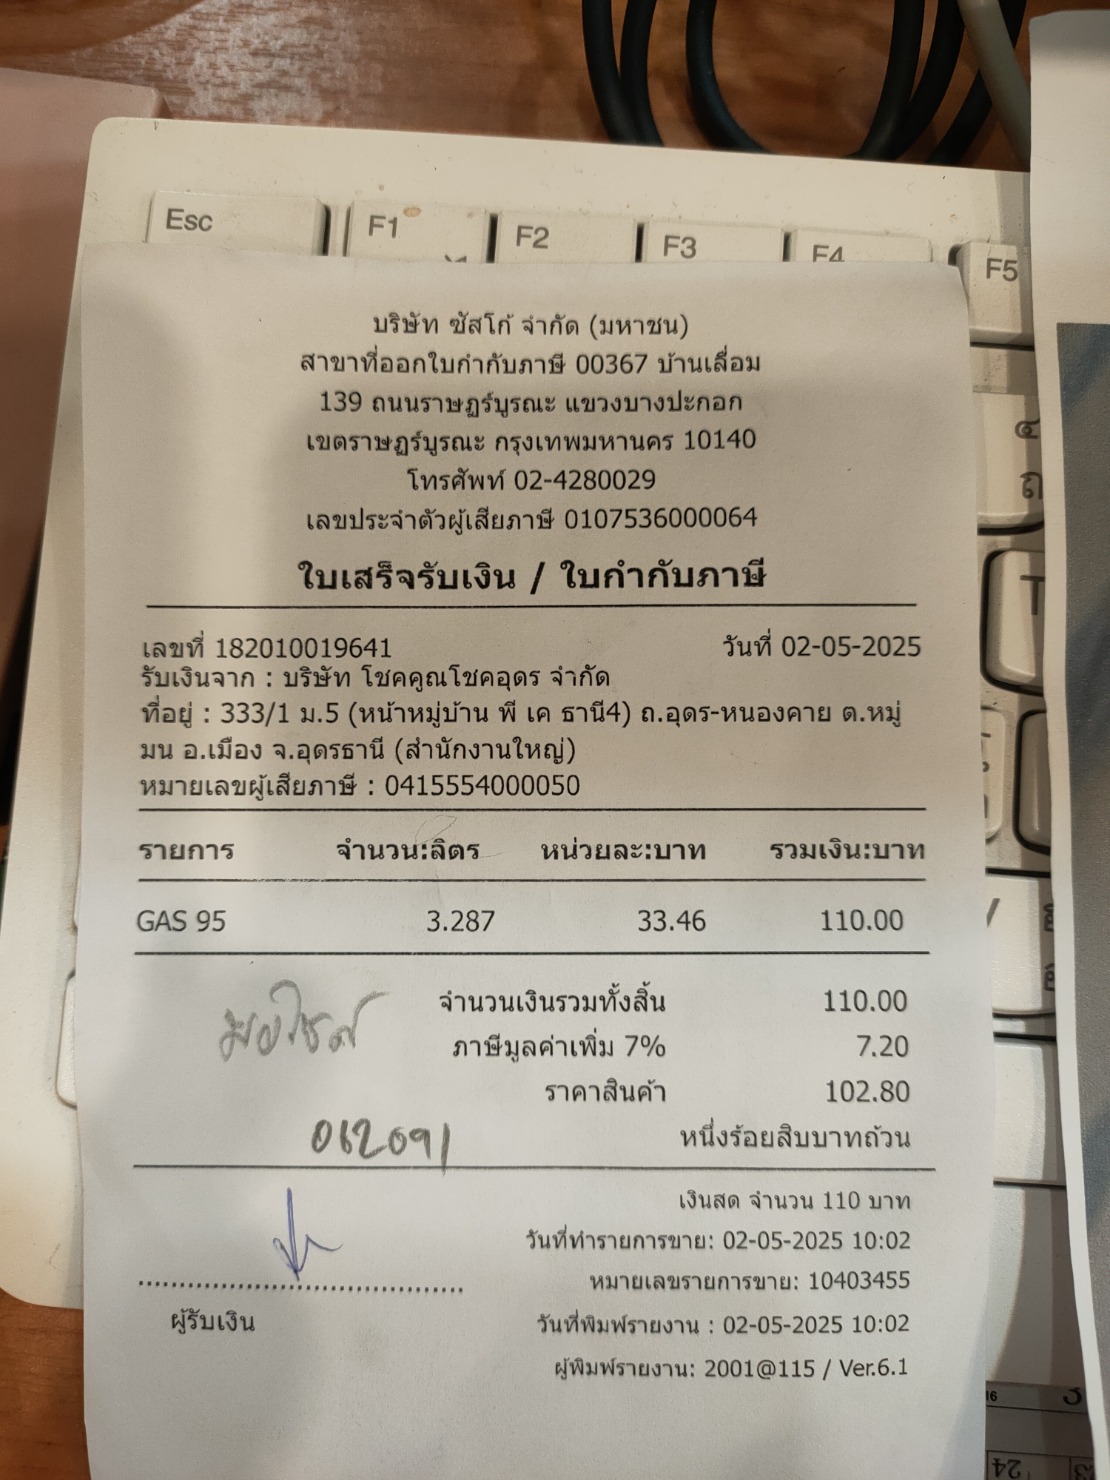 Esc
F1
F2
F3
F4
F5
บริษัท ซัสโก้ จำกัด (มหาชน)
สาขาที่ออกใบกำกับภาษี 00367 บ้านเลื่อม
139 ถนนราษฎร์บูรณะ แขวงบางปะกอก
เขตราษฎร์บูรณะ กรุงเทพมหานคร 10140
โทรศัพท์ 02-4280029
เลขประจำตัวผู้เสียภาษี 0107536000064
ใบเสร็จรับเงิน / ใบกำกับภาษี
เลขที่ 182010019641 วันที่ 02-05-2025
รับเงินจาก : บริษัท โชคคูณโชคอุดร จำกัด
ที่อยู่ : 333/1 ม.5 (หน้าหมู่บ้าน พี เค ธานี4) ถ.อุดร-หนองคาย ต.หมู่
มน อ.เมือง จ.อุดรธานี (สำนักงานใหญ่)
หมายเลขผู้เสียภาษี : 0415554000050
รายการ จำนวน:ลิตร หน่วยละ:บาท รวมเงิน:บาท
GAS 95 3.287 33.46 110.00
จำนวนเงินรวมทั้งสิ้น 110.00
ภาษีมูลค่าเพิ่ม 7% 7.20
ราคาสินค้า 102.80
012091 หนึ่งร้อยสิบบาทถ้วน
เงินสด จำนวน 110 บาท
วันที่ทำรายการขาย: 02-05-2025 10:02
หมายเลขรายการขาย: 10403455
ผู้รับเงิน
วันที่พิมพ์รายงาน : 02-05-2025 10:02
ผู้พิมพ์รายงาน: 2001@115 / Ver.6.1